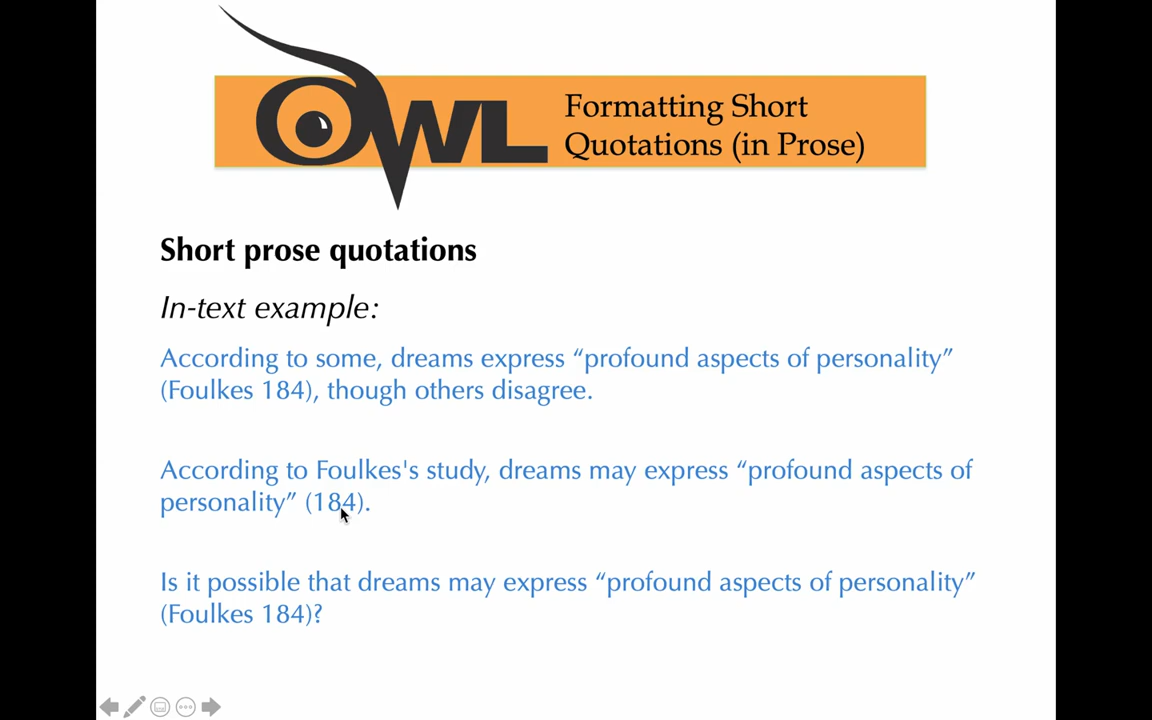 OWL
Formatting Short
Quotations (in Prose)
Short prose quotations
In-text example:
According to some, dreams express “profound aspects of personality”
(Foulkes 184), though others disagree.
According to Foulkes's study, dreams may express “profound aspects of
personality” (184).
Is it possible that dreams may express “profound aspects of personality”
(Foulkes 184)?